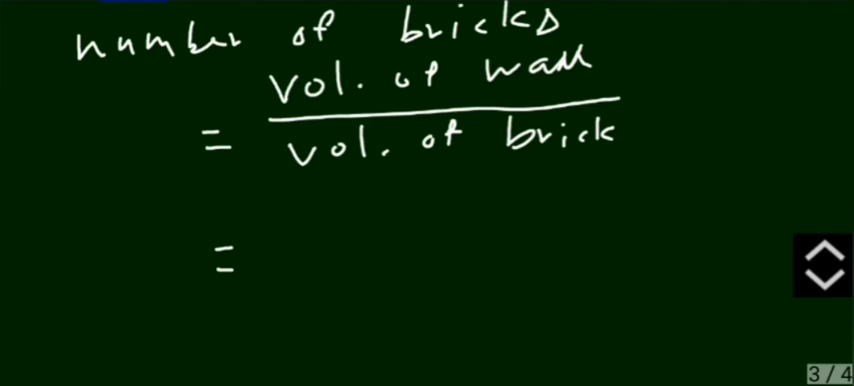 number of bricks
vol. of wall
= 
vol. of brick
=
3/4